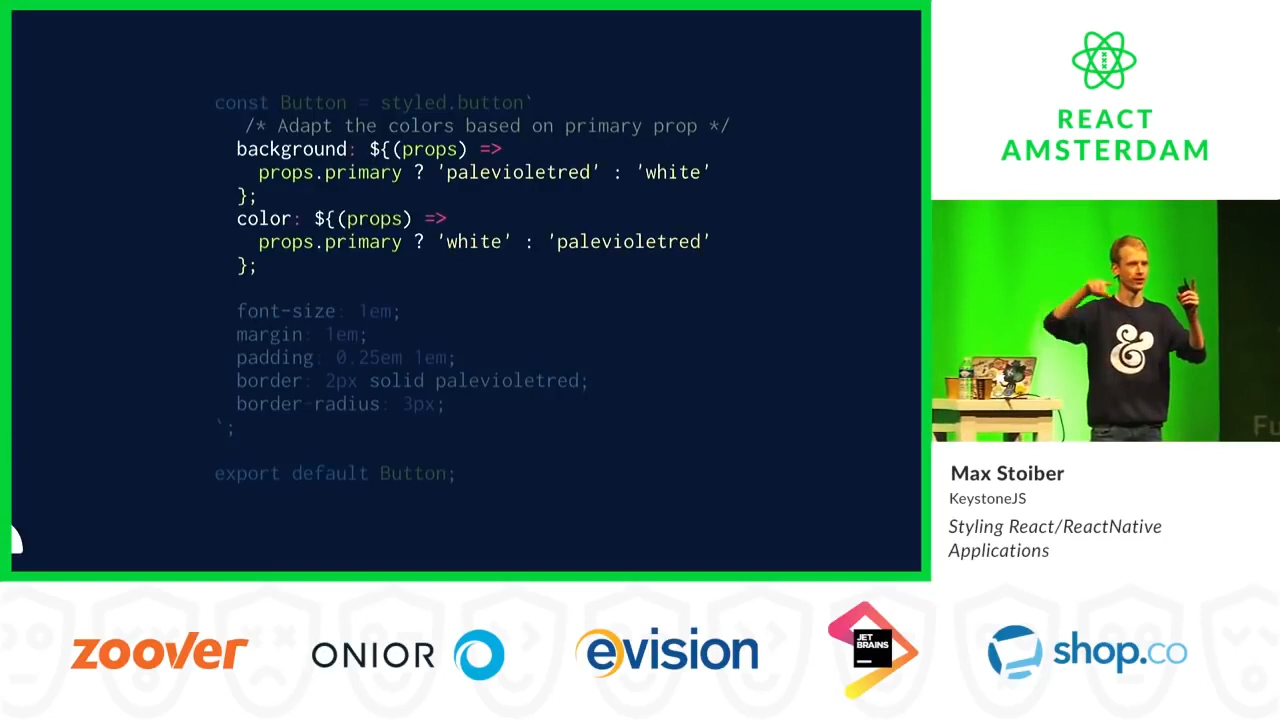 const Button = styled.button`
/* Adapt the colors based on primary prop */
background: ${(props) =>
props.primary ? 'palevioletred' : 'white'
};
color: ${(props) =>
props.primary ? 'white' : 'palevioletred'
};
font-size: 1em;
margin: 1em;
padding: 0.25em 1em;
border: 2px solid palevioletred;
border-radius: 3px;
`;
export default Button;
REACT
AMSTERDAM
&
Fu
Max Stoiber
KeystoneJS
Styling React/ReactNative
Applications
zoover
ONIOR
evision
JET
BRAINS
shop.co